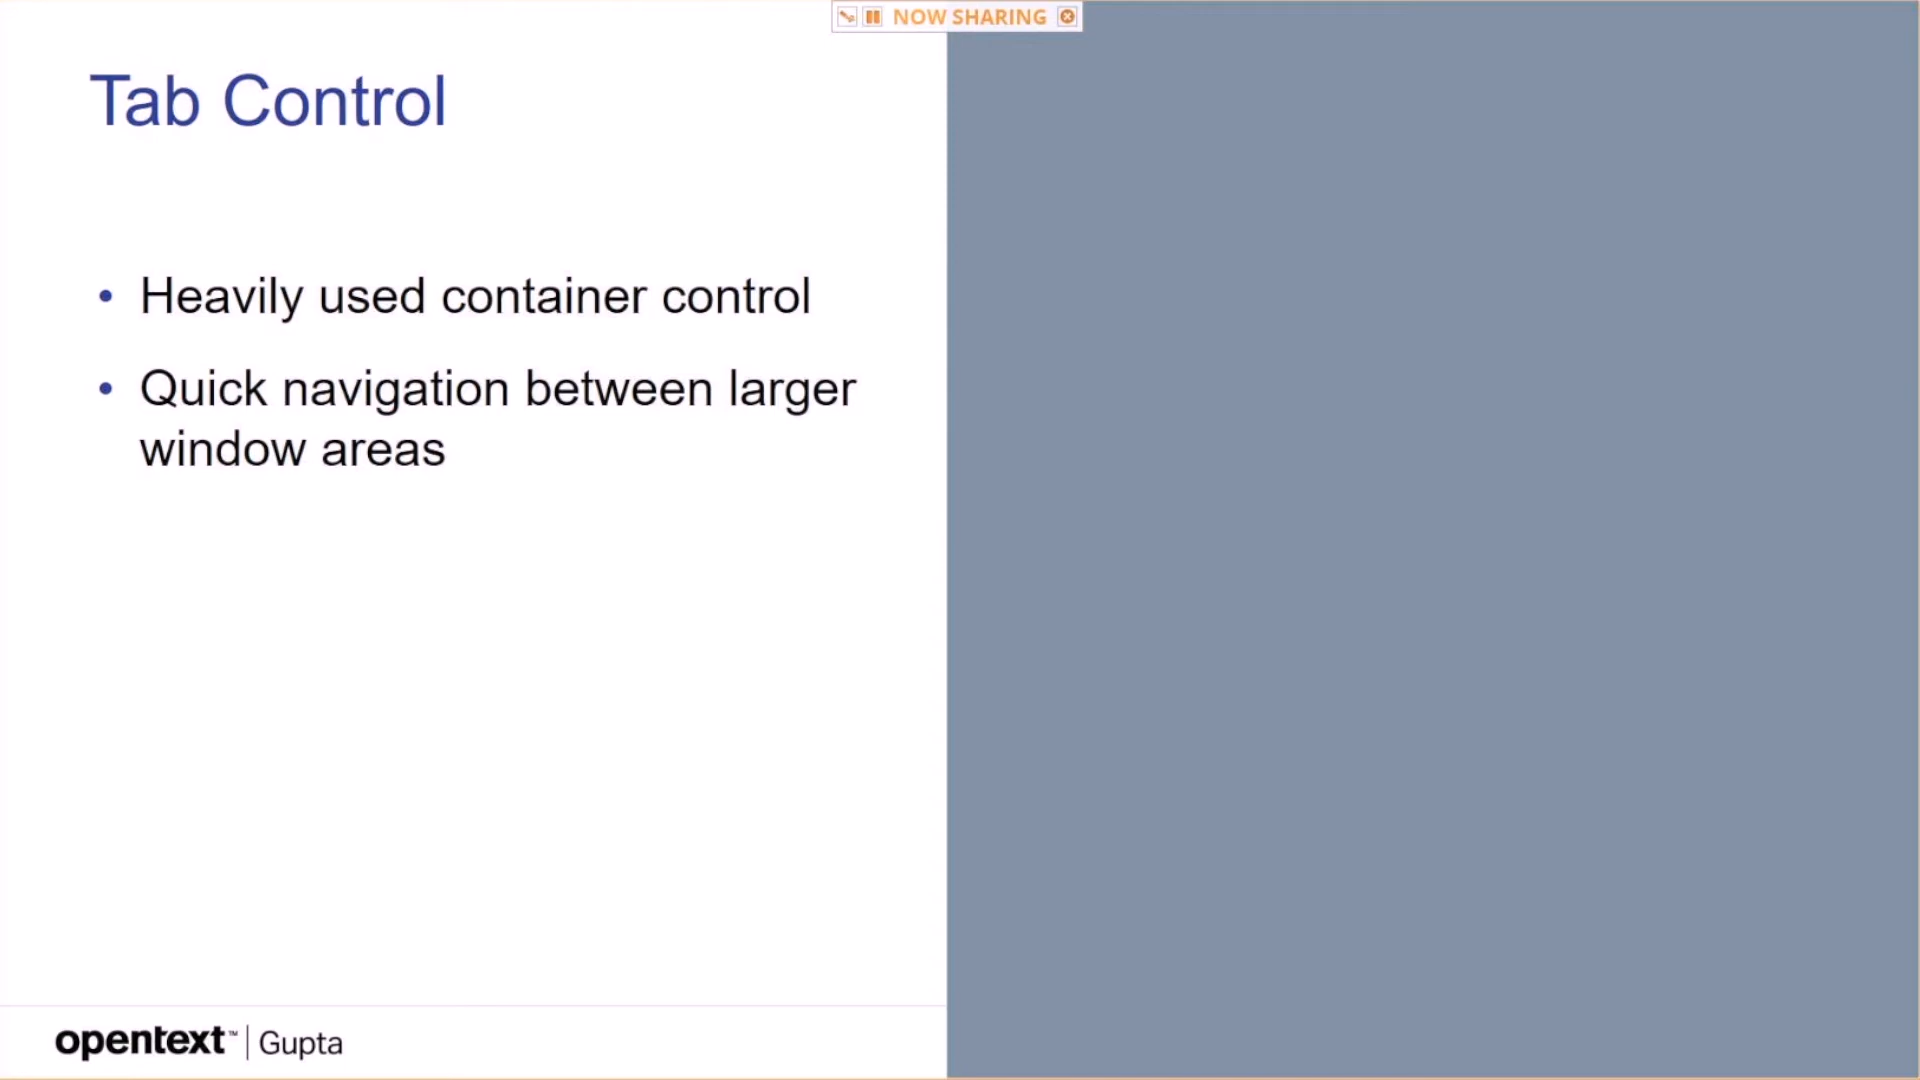 NOW SHARING
Tab Control
• Heavily used container control
• Quick navigation between larger
window areas
opentext™ | Gupta